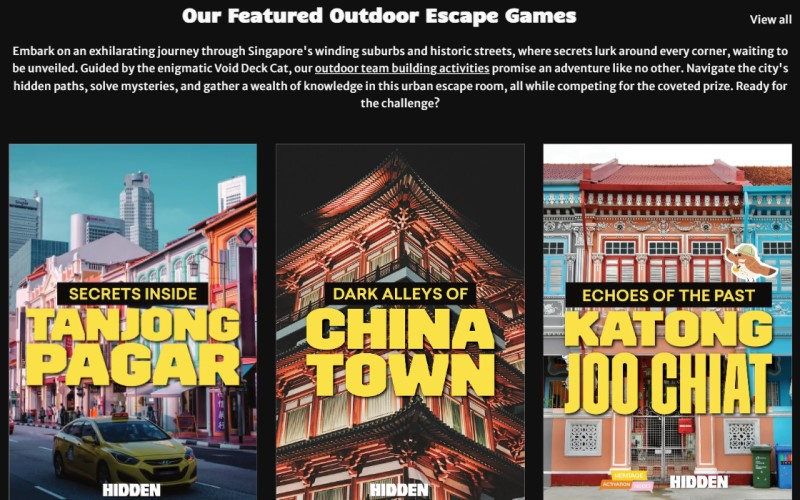 Our Featured Outdoor Escape Games
View all
Embark on an exhilarating journey through Singapore's winding suburbs and historic streets, where secrets lurk around every corner, waiting to
be unveiled. Guided by the enigmatic Void Deck Cat, our outdoor team building activities promise an adventure like no other. Navigate the city's
hidden paths, solve mysteries, and gather a wealth of knowledge in this urban escape room, all while competing for the coveted prize. Ready for
the challenge?
SECRETS INSIDE
TANJONG
PAGAR
HIDDEN
DARK ALLEYS OF
CHINA
TOWN
HIDDEN
ECHOES OF THE PAST
KATONG
JOO CHIAT
HERITAGE
HIDDEN